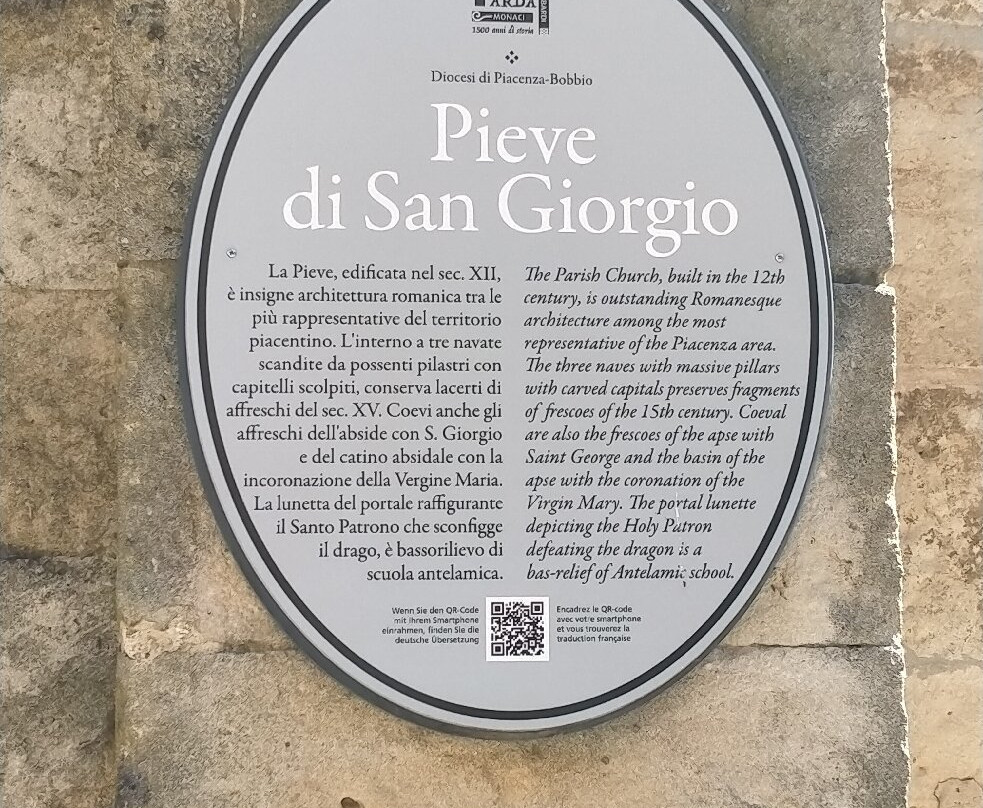 ARDA
MONACI
BARDI
1500 anni di storia
Diocesi di Piacenza-Bobbio
Pieve
di San Giorgio
La Pieve, edificata nel sec. XII,
è insigne architettura romanica tra le
più rappresentative del territorio
piacentino. L'interno a tre navate
scandite da possenti pilastri con
capitelli scolpiti, conserva lacerti di
affreschi del sec. XV. Coevi anche gli
affreschi dell'abside con S. Giorgio
e del catino absidale con la
incoronazione della Vergine Maria.
La lunetta del portale raffigurante
il Santo Patrono che sconfigge
il drago, è bassorilievo di
scuola antelamica.
The Parish Church, built in the 12th
century, is outstanding Romanesque
architecture among the most
representative of the Piacenza area.
The three naves with massive pillars
with carved capitals preserves fragments
of frescoes of the 15th century. Coeval
are also the frescoes of the apse with
Saint George and the basin of the
apse with the coronation of the
Virgin Mary. The portal lunette
depicting the Holy Patron
defeating the dragon is a
bas-relief of Antelamic school.
Wenn Sie den QR-Code
mit Ihrem Smartphone
einrahmen, finden Sie die
deutsche Übersetzung
Encadrez le QR-code
avec votre smartphone
et vous trouverez la
traduction française